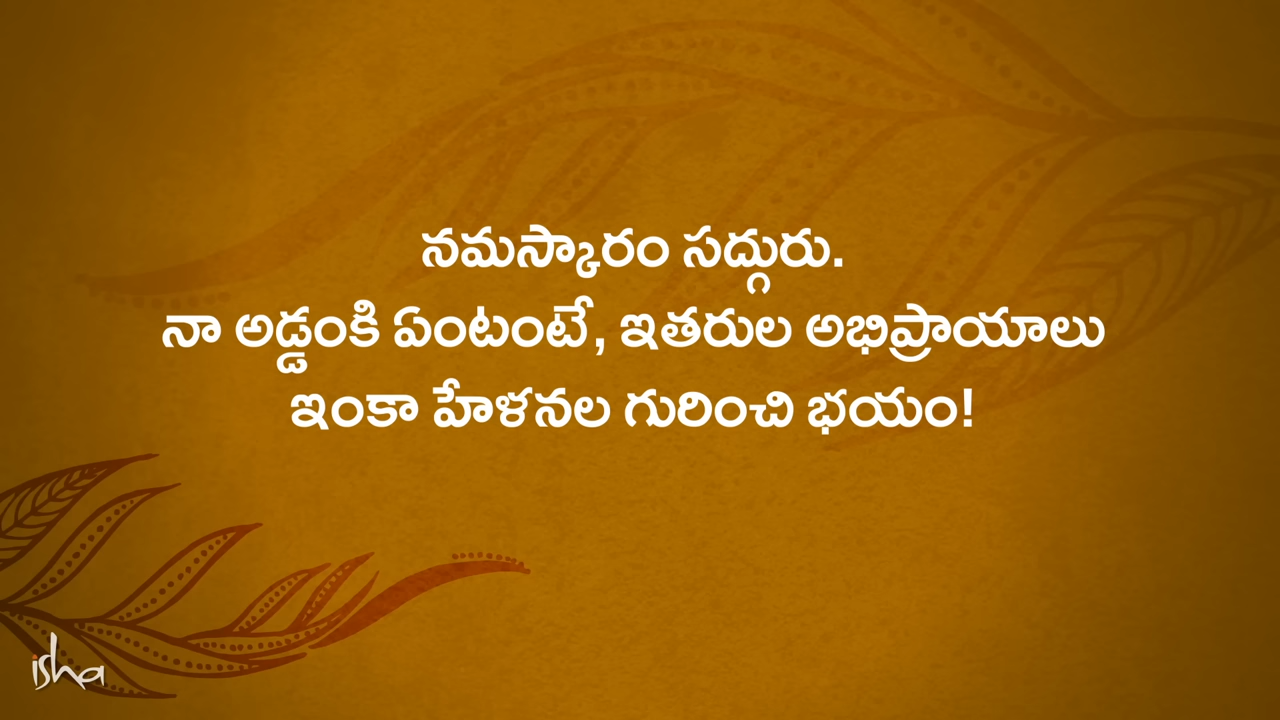 నమస్కారం సద్గురు.
నా అడ్డంకి ఏంటంటే, ఇతరుల అభిప్రాయాలు
ఇంకా హేళనల గురించి భయం!
isha